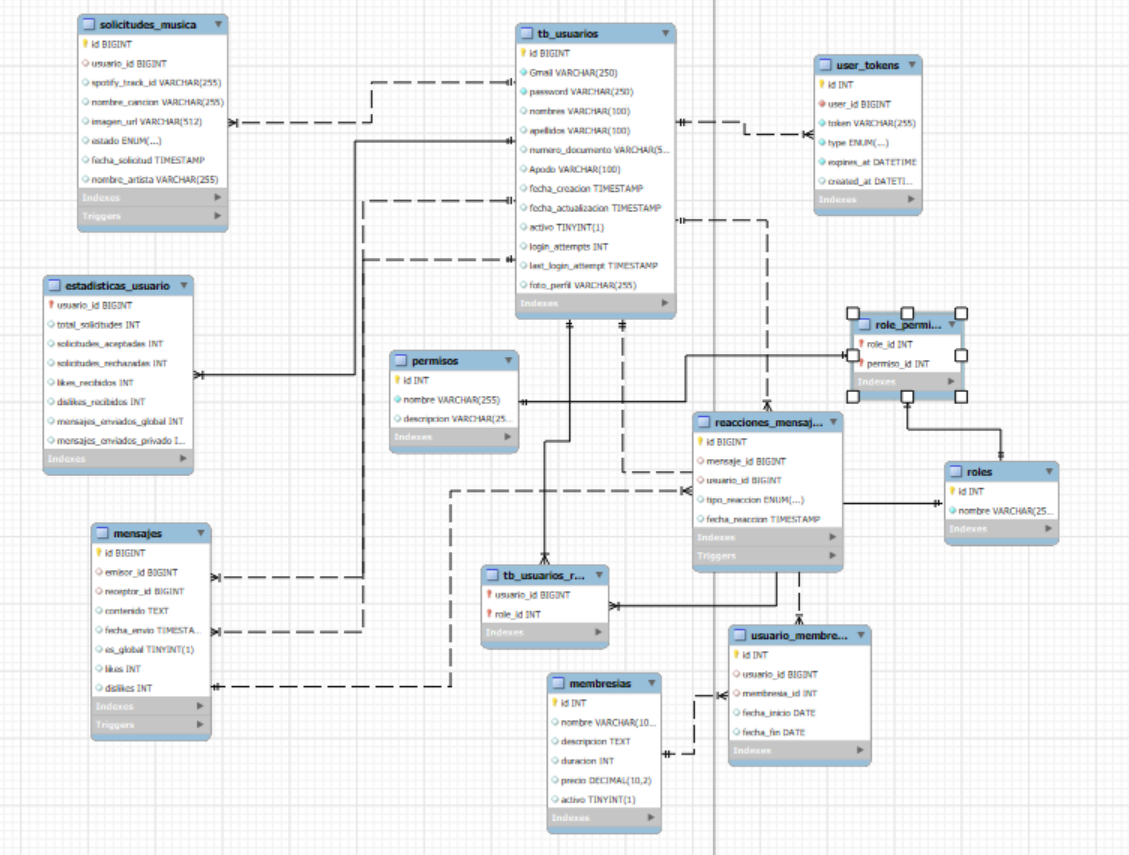 solicitudes_musica
id BIGINT
usuario_id BIGINT
spotify_track_id VARCHAR(255)
nombre_cancion VARCHAR(255)
imagen_url VARCHAR(512)
estado ENUM(...)
fecha_solicitud TIMESTAMP
nombre_artista VARCHAR(255)
Indexes
Triggers
tb_usuarios
id BIGINT
Gmail VARCHAR(250)
password VARCHAR(250)
nombres VARCHAR(100)
apellidos VARCHAR(100)
numero_documento VARCHAR(5...
Apodo VARCHAR(100)
fecha_creacion TIMESTAMP
fecha_actualizacion TIMESTAMP
activo TINYINT(1)
login_attempts INT
last_login_attempt TIMESTAMP
foto_perfil VARCHAR(255)
Indexes
user_tokens
id INT
user_id BIGINT
token VARCHAR(255)
type ENUM(...)
expires_at DATETIME
created_at DATETI...
Indexes
estadisticas_usuario
usuario_id BIGINT
total_solicitudes INT
solicitudes_aceptadas INT
solicitudes_rechazadas INT
likes_recibidos INT
dislikes_recibidos INT
mensajes_enviados_global INT
mensajes_enviados_privado I...
Indexes
permisos
id INT
nombre VARCHAR(255)
descripcion VARCHAR(25...
Indexes
role_permi...
role_id INT
permiso_id INT
Indexes
reacciones_mensaj...
id BIGINT
mensaje_id BIGINT
usuario_id BIGINT
tipo_reaccion ENUM(...)
fecha_reaccion TIMESTAMP
Indexes
Triggers
roles
id INT
nombre VARCHAR(25...
Indexes
mensajes
id BIGINT
emisor_id BIGINT
receptor_id BIGINT
contenido TEXT
fecha_envio TIMESTA...
es_global TINYINT(1)
likes INT
dislikes INT
Indexes
Triggers
tb_usuarios_r...
usuario_id BIGINT
role_id INT
Indexes
usuario_membre...
id INT
usuario_id BIGINT
membresia_id INT
fecha_inicio DATE
fecha_fin DATE
Indexes
membresias
id INT
nombre VARCHAR(10...
descripcion TEXT
duracion INT
precio DECIMAL(10,2)
activo TINYINT(1)
Indexes